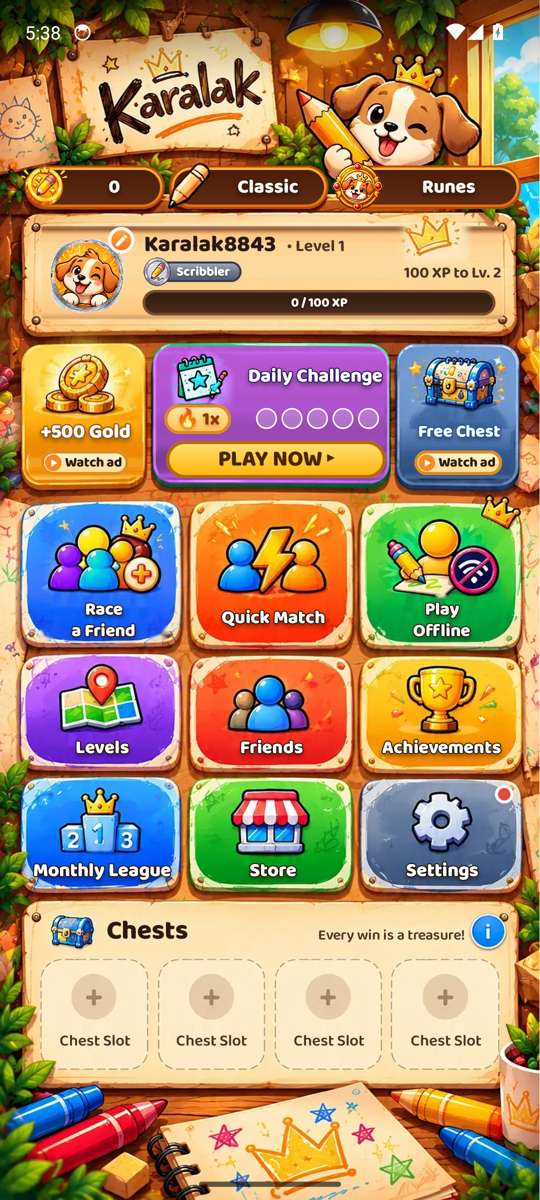 5:38
Karalak
0
Classic
Runes
Karalak8843 • Level 1
Scribbler
100 XP to Lv. 2
0 / 100 XP
+500 Gold
Watch ad
Daily Challenge
1x
PLAY NOW ▸
Free Chest
Watch ad
Race
a Friend
Quick Match
Play
Offline
Levels
Friends
Achievements
2 1 3
Monthly League
Store
Settings
Chests
Every win is a treasure!
i
Chest Slot
Chest Slot
Chest Slot
Chest Slot